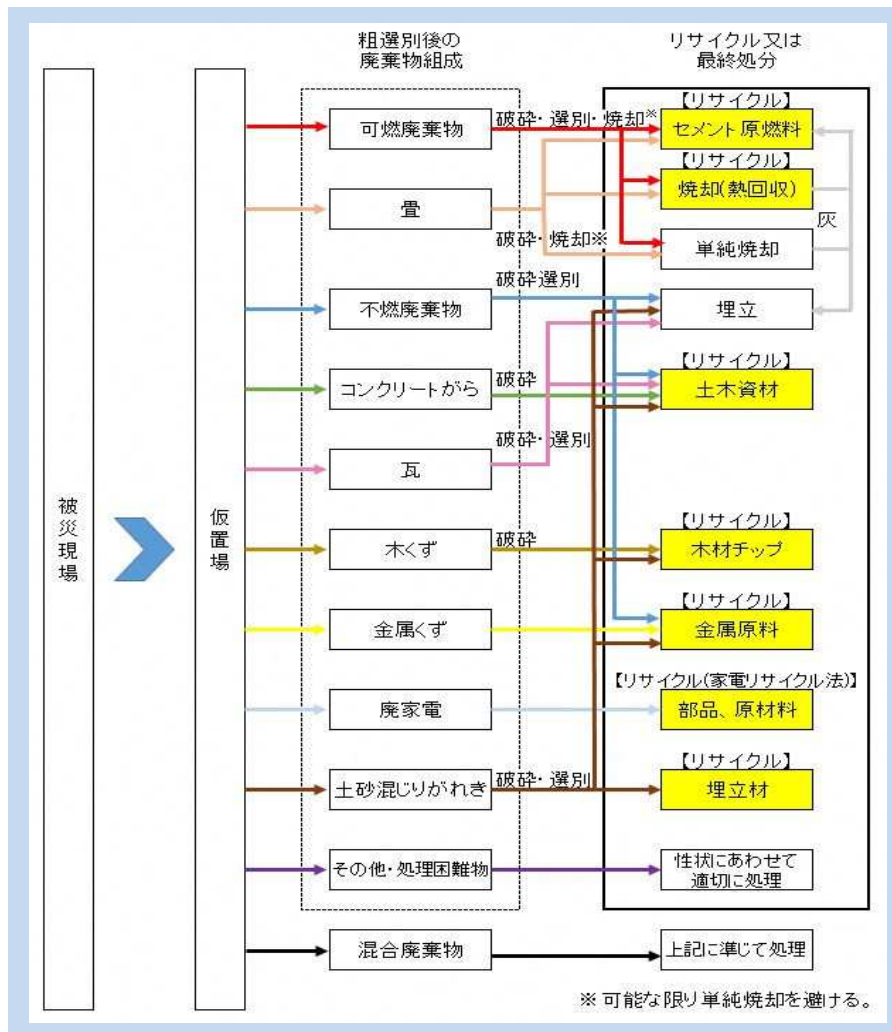 粗選別後の
廃棄物組成
リサイクル又は
最終処分
被災現場
仮置場
可燃廃棄物
破砕・選別・焼却※
【リサイクル】
セメント原燃料
畳
破砕・焼却※
【リサイクル】
焼却(熱回収)
灰
単純焼却
不燃廃棄物
破砕選別
埋立
コンクリートがら
破砕
【リサイクル】
土木資材
瓦
破砕・選別
木くず
破砕
【リサイクル】
木材チップ
金属くず
【リサイクル】
金属原料
廃家電
【リサイクル(家電リサイクル法)】
部品、原材料
土砂混じりがれき
破砕・選別
【リサイクル】
埋立材
その他・処理困難物
性状にあわせて
適切に処理
混合廃棄物
上記に準じて処理
※可能な限り単純焼却を避ける。